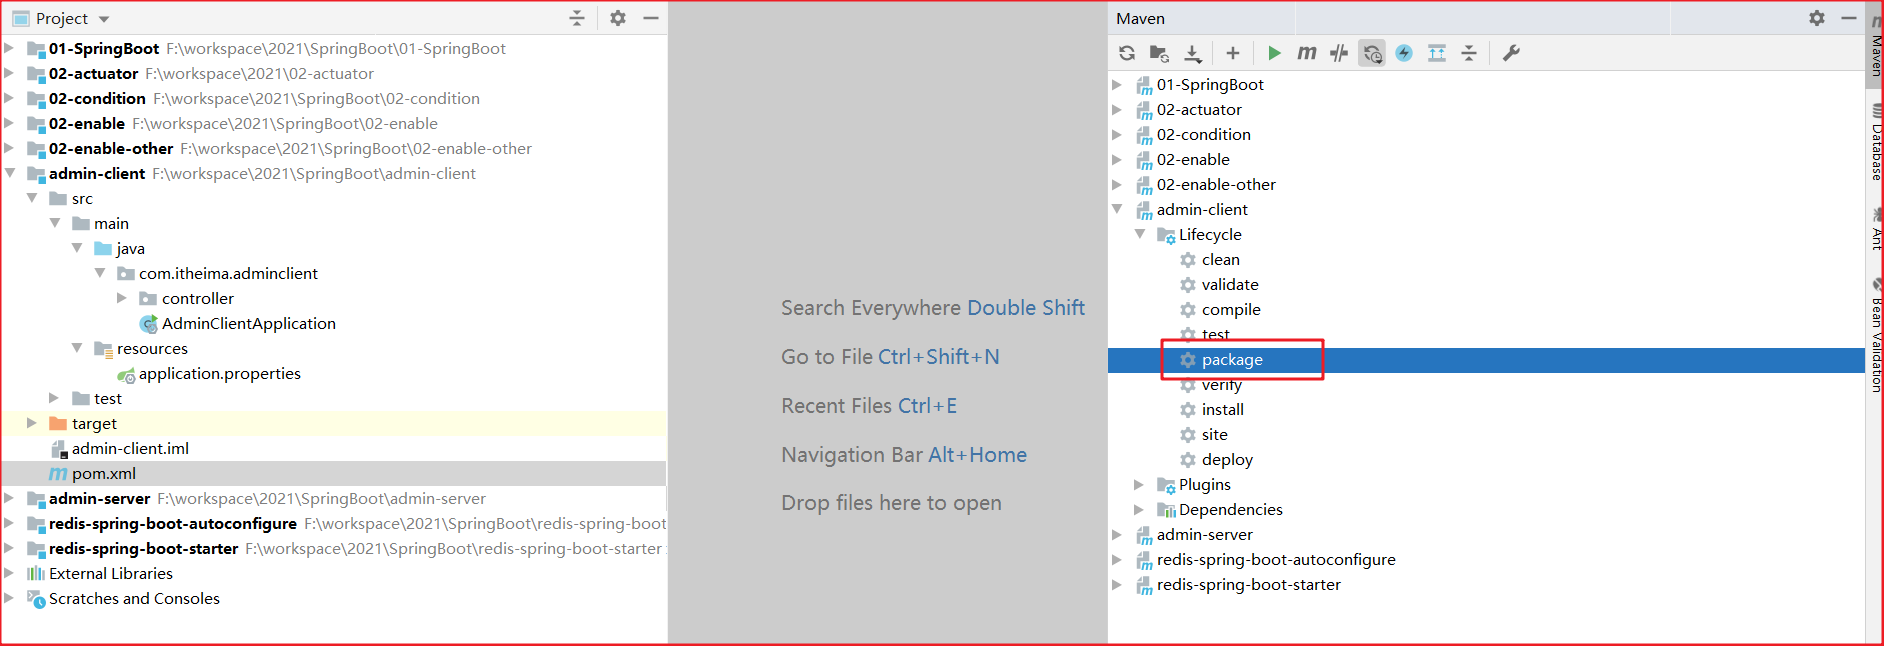 Project
01-SpringBoot F:\workspace\2021\SpringBoot\01-SpringBoot
02-actuator F:\workspace\2021\02-actuator
02-condition F:\workspace\2021\SpringBoot\02-condition
02-enable F:\workspace\2021\SpringBoot\02-enable
02-enable-other F:\workspace\2021\SpringBoot\02-enable-other
admin-client F:\workspace\2021\SpringBoot\admin-client
src
main
java
com.itheima.adminclient
controller
AdminClientApplication
resources
application.properties
test
target
admin-client.iml
pom.xml
admin-server F:\workspace\2021\SpringBoot\admin-server
redis-spring-boot-autoconfigure F:\workspace\2021\SpringBoot\redis-spring-boot
redis-spring-boot-starter F:\workspace\2021\SpringBoot\redis-spring-boot-starter
External Libraries
Scratches and Consoles
Search Everywhere Double Shift
Go to File Ctrl+Shift+N
Recent Files Ctrl+E
Navigation Bar Alt+Home
Drop files here to open
Maven
01-SpringBoot
02-actuator
02-condition
02-enable
02-enable-other
admin-client
Lifecycle
clean
validate
compile
test
package
verify
install
site
deploy
Plugins
Dependencies
admin-server
redis-spring-boot-autoconfigure
redis-spring-boot-starter
Maven
Database
Ant
Bean Validation